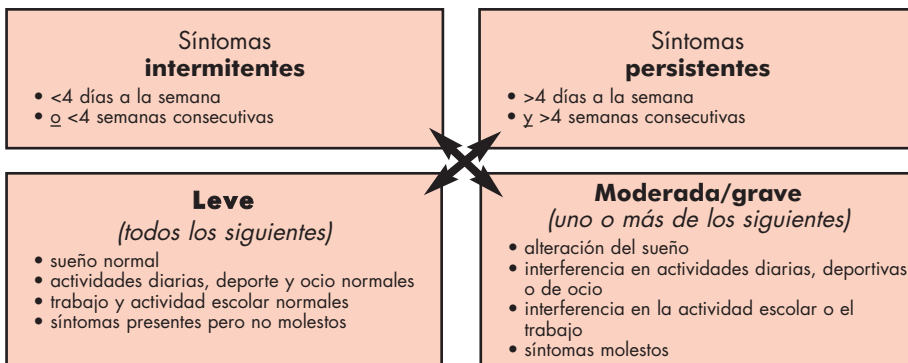 Síntomas
intermitentes
• <4 días a la semana
• o <4 semanas consecutivas
Síntomas
persistentes
• >4 días a la semana
• y >4 semanas consecutivas
Leve
(todos los siguientes)
• sueño normal
• actividades diarias, deporte y ocio normales
• trabajo y actividad escolar normales
• síntomas presentes pero no molestos
Moderada/grave
(uno o más de los siguientes)
• alteración del sueño
• interferencia en actividades diarias, deportivas
o de ocio
• interferencia en la actividad escolar o el
trabajo
• síntomas molestos